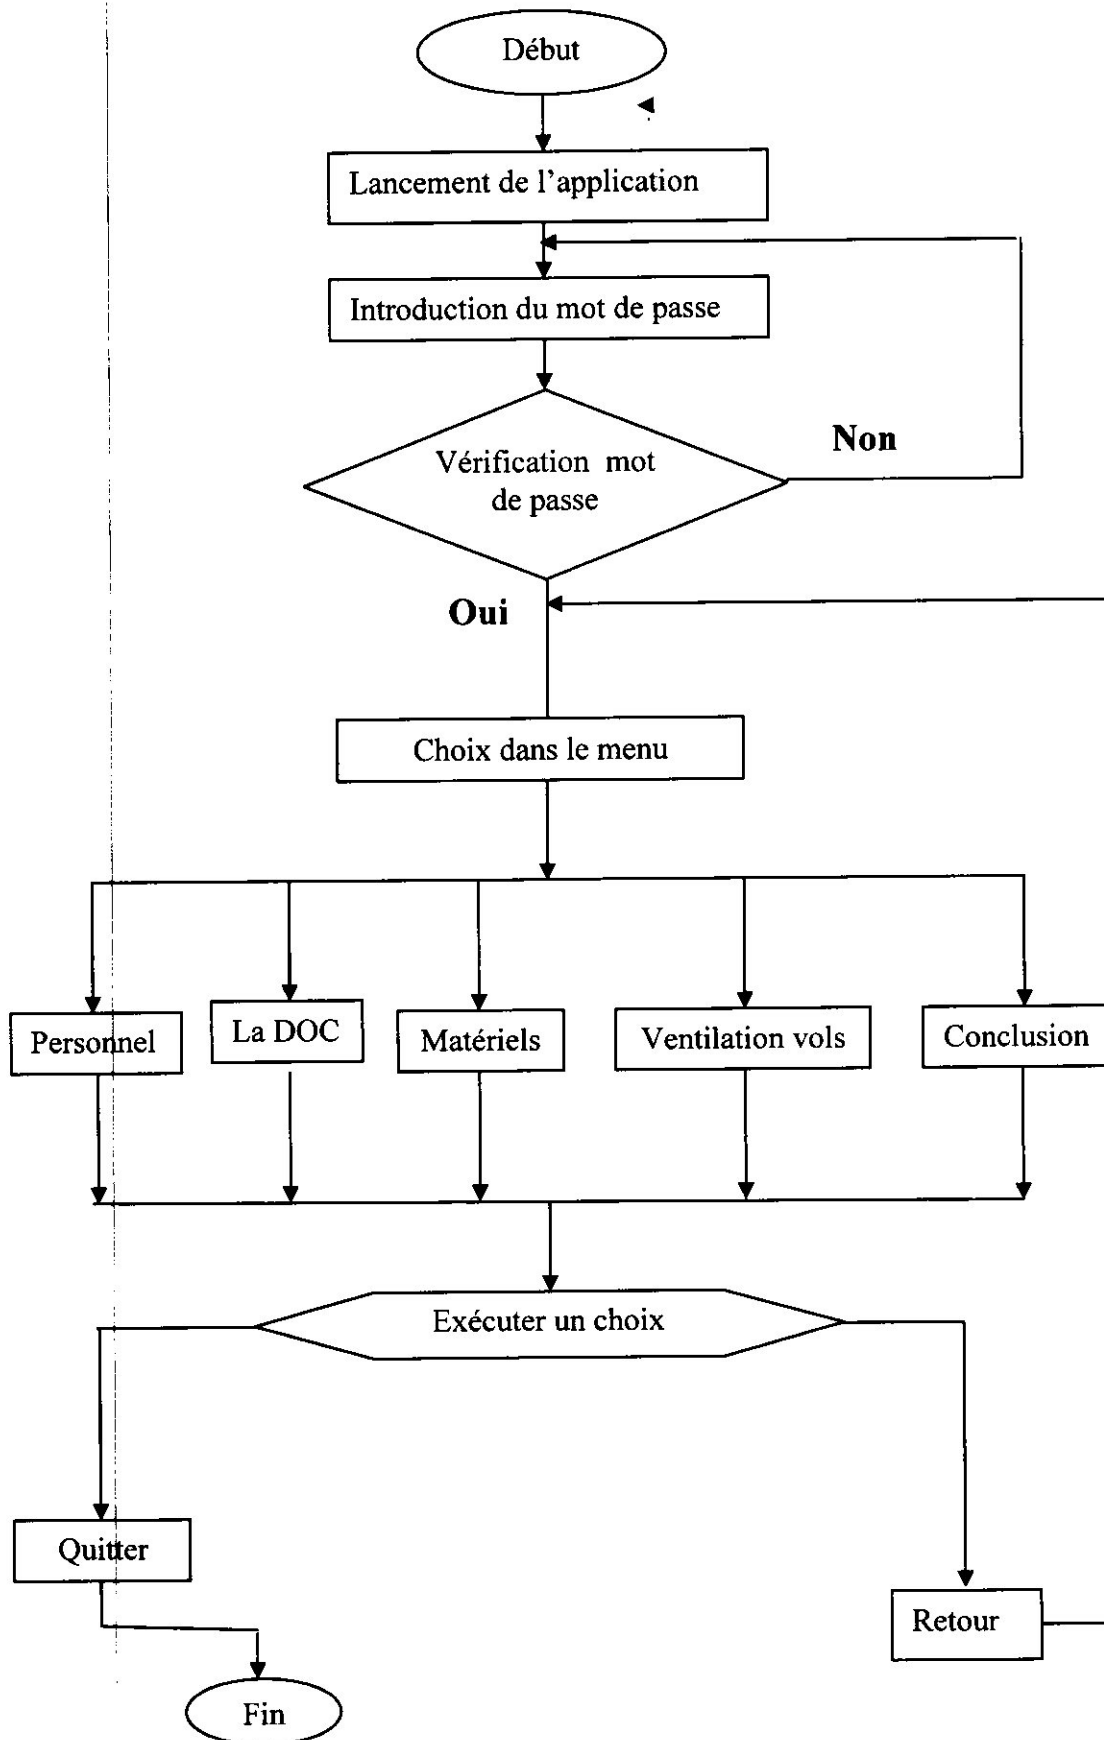 Début
Lancement de l'application
Introduction du mot de passe
Vérification mot
de passe
Non
Oui
Choix dans le menu
Personnel
La DOC
Matériels
Ventilation vols
Conclusion
Exécuter un choix
Quitter
Retour
Fin